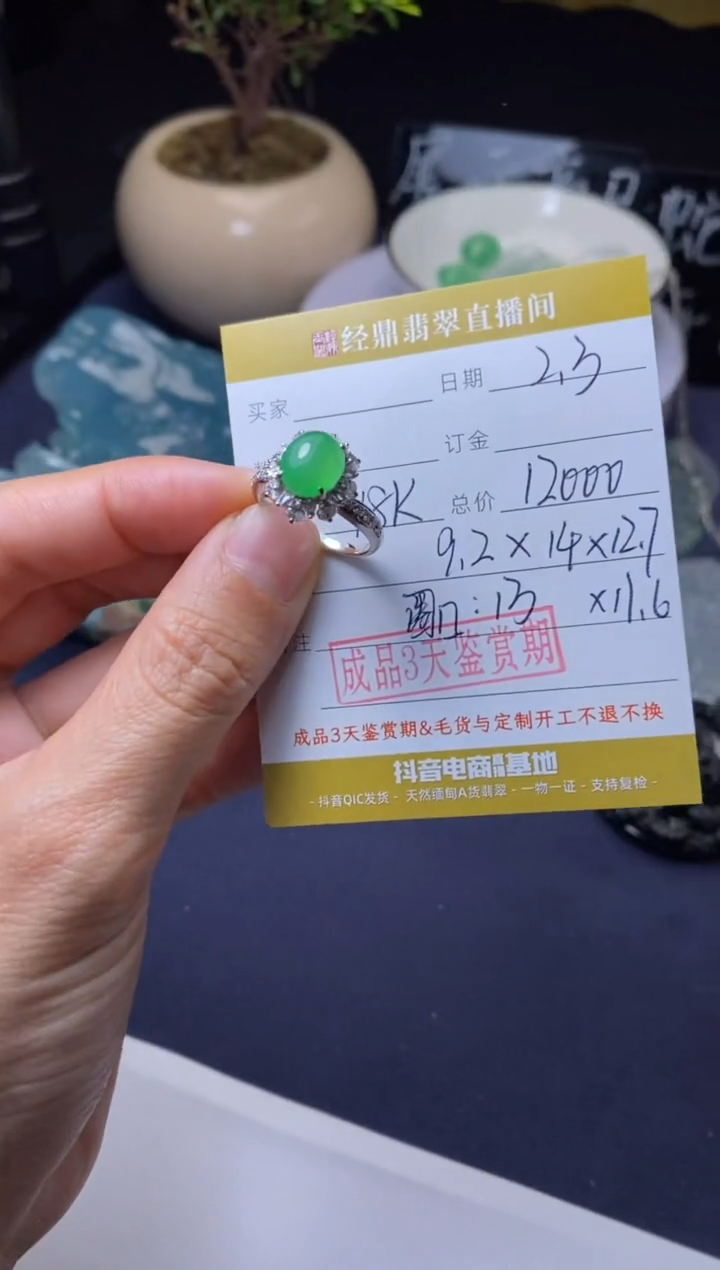 经鼎翡翠直播间
买家 日期 2.3
订金
18K 总价 12000
9.2×14×12.7
圈口:13 ×11.6
注
成品3天鉴赏期
成品3天鉴赏期&毛货与定制开工不退不换
抖音电商直播基地
- 抖音QIC发货 - 天然缅甸A货翡翠 - 一物一证 - 支持复检 -